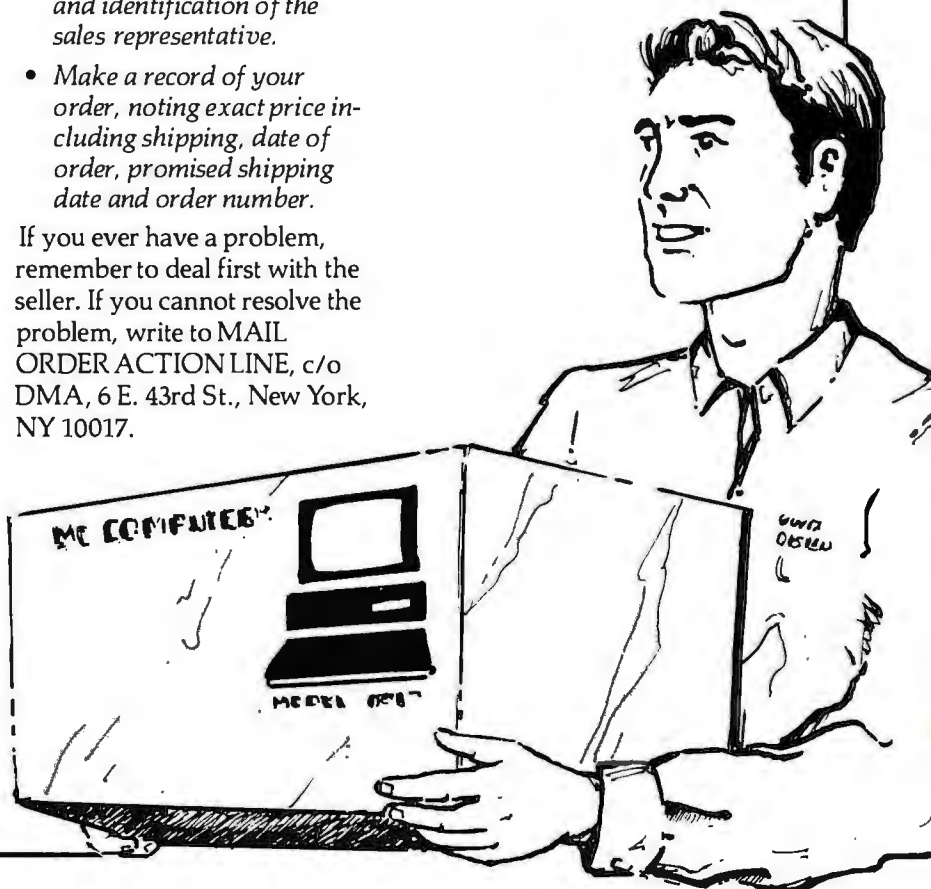 and identification of the
sales representative.
• Make a record of your
order, noting exact price in-
cluding shipping, date of
order, promised shipping
date and order number.
If you ever have a problem,
remember to deal first with the
seller. If you cannot resolve the
problem, write to MAIL
ORDER ACTION LINE, c/o
DMA, 6 E. 43rd St., New York,
NY 10017.